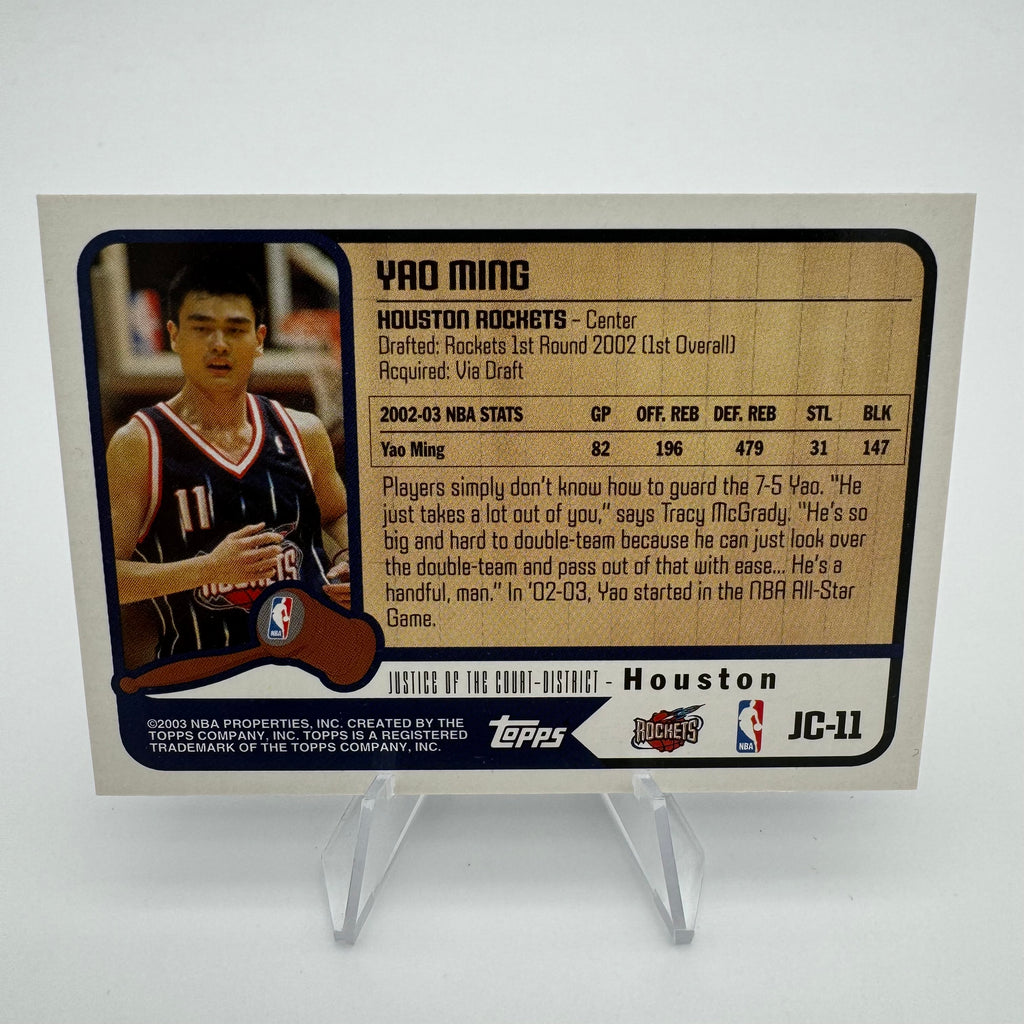 YAO MING
HOUSTON ROCKETS – Center
Drafted: Rockets 1st Round 2002 (1st Overall)
Acquired: Via Draft
2002-03 NBA STATS GP OFF. REB DEF. REB STL BLK
Yao Ming 82 196 479 31 147
Players simply don't know how to guard the 7-5 Yao. "He
just takes a lot out of you," says Tracy McGrady. "He's so
big and hard to double-team because he can just look over
the double-team and pass out of that with ease... He's a
handful, man." In '02-03, Yao started in the NBA All-Star
Game.
11
ROCKETS
NBA
JUSTICE OF THE COURT-DISTRICT – Houston
©2003 NBA PROPERTIES, INC. CREATED BY THE
TOPPS COMPANY, INC. TOPPS IS A REGISTERED
TRADEMARK OF THE TOPPS COMPANY, INC.
Topps
ROCKETS
NBA
JC-11